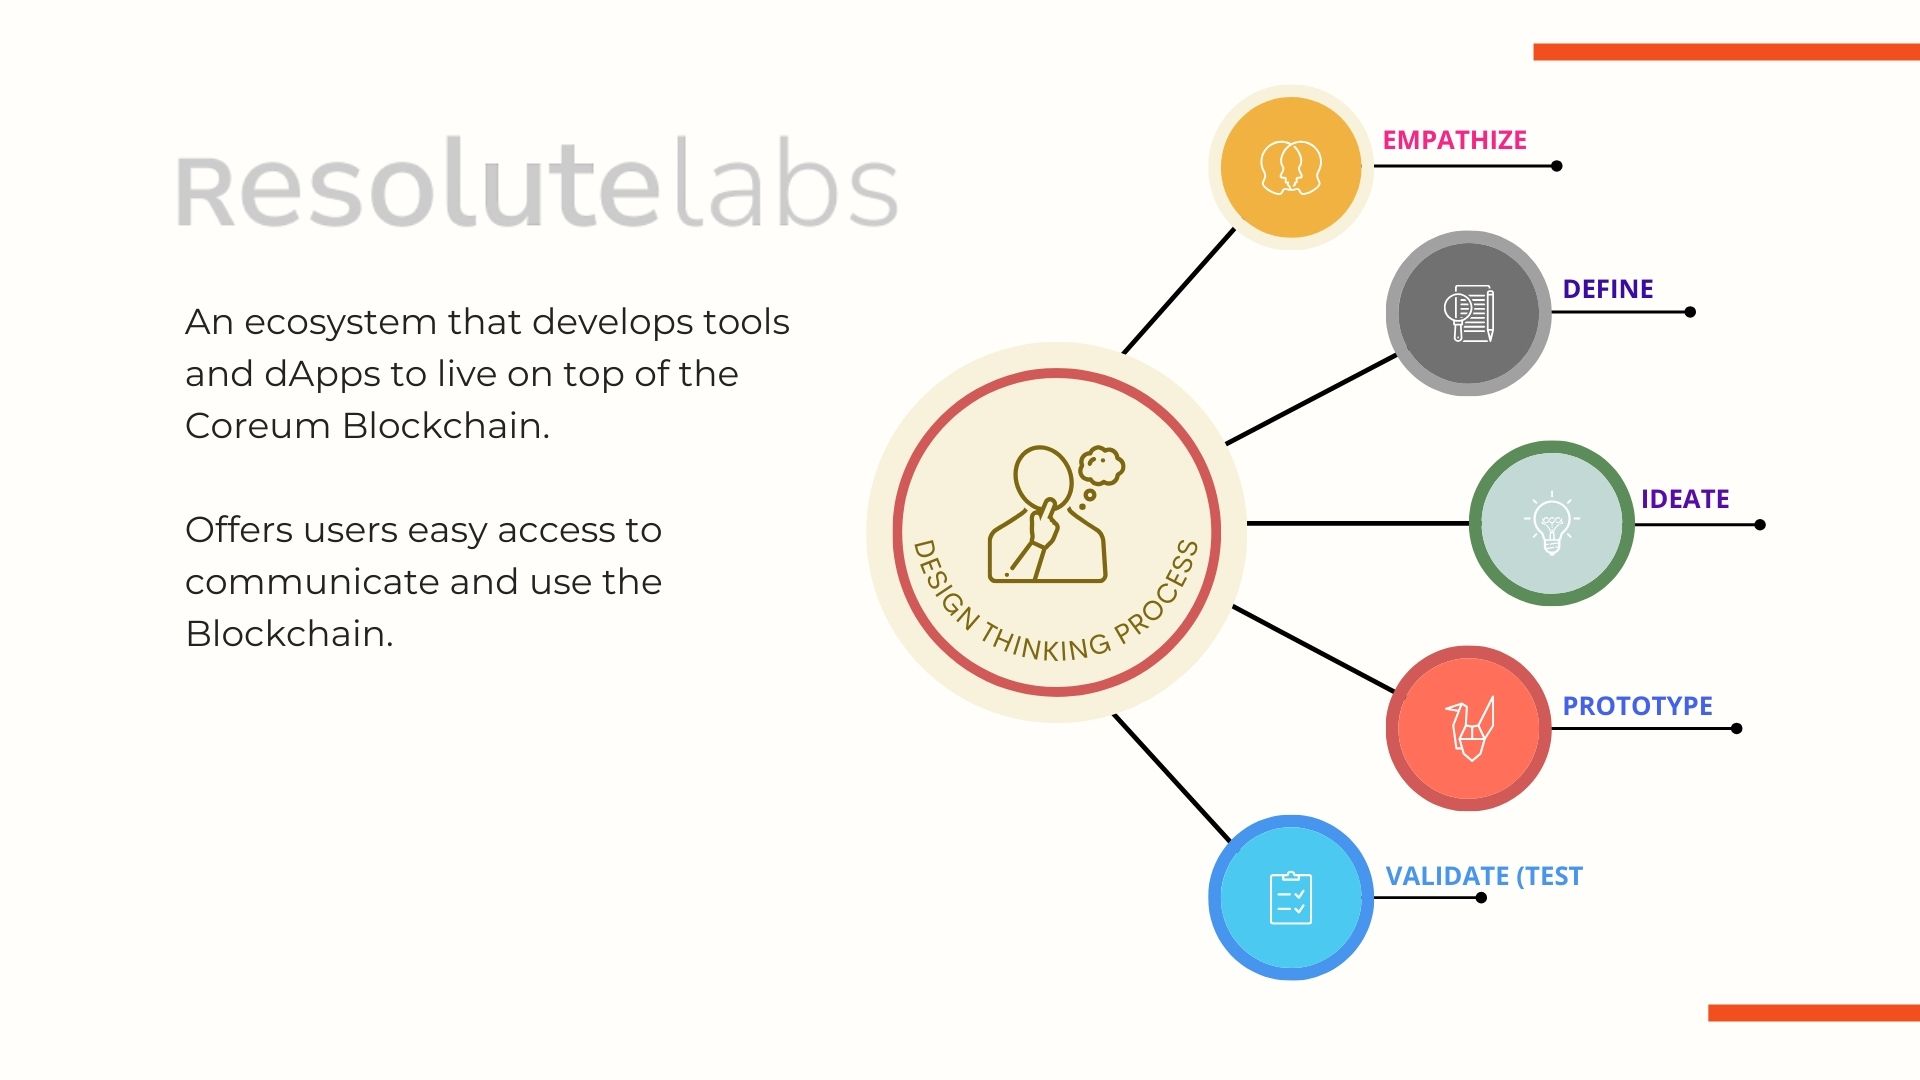 Resolutelabs
An ecosystem that develops tools
and dApps to live on top of the
Coreum Blockchain.
Offers users easy access to
communicate and use the
Blockchain.
DESIGN THINKING PROCESS
EMPATHIZE
DEFINE
IDEATE
PROTOTYPE
VALIDATE (TEST